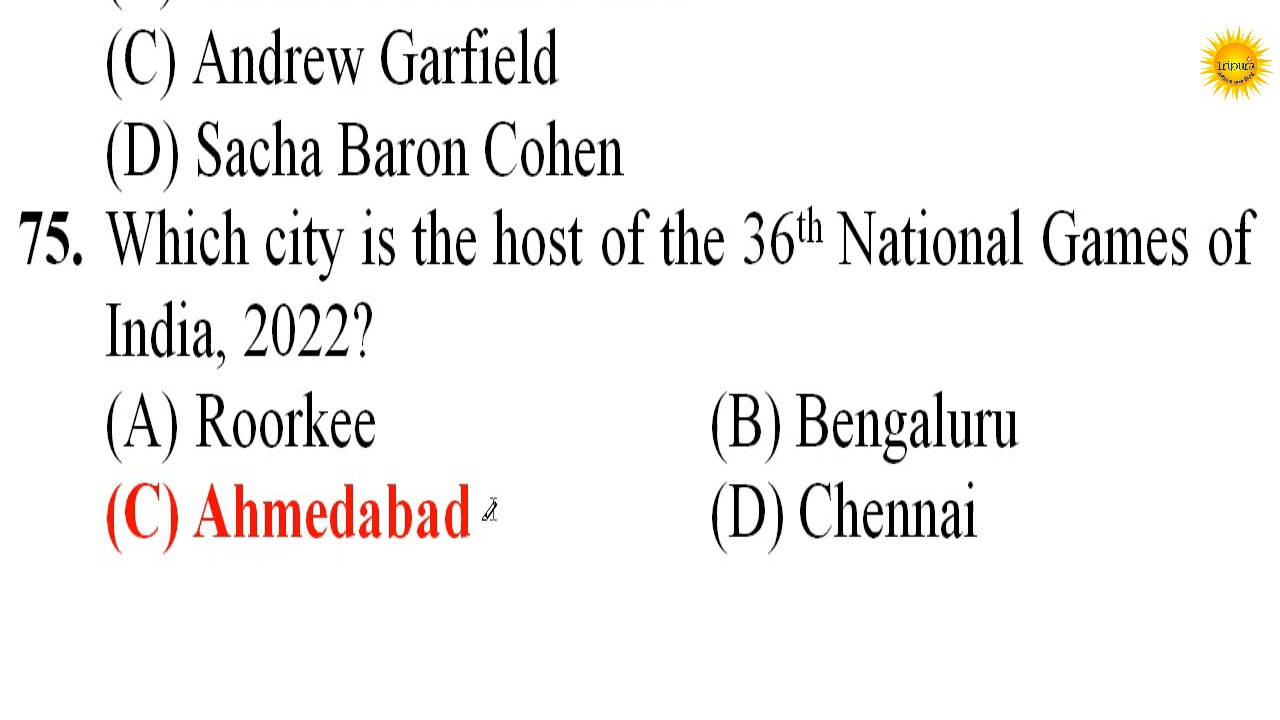 (C) Andrew Garfield
(D) Sacha Baron Cohen
75. Which city is the host of the 36th National Games of
India, 2022?
(A) Roorkee (B) Bengaluru
(C) Ahmedabad (D) Chennai
Tripura